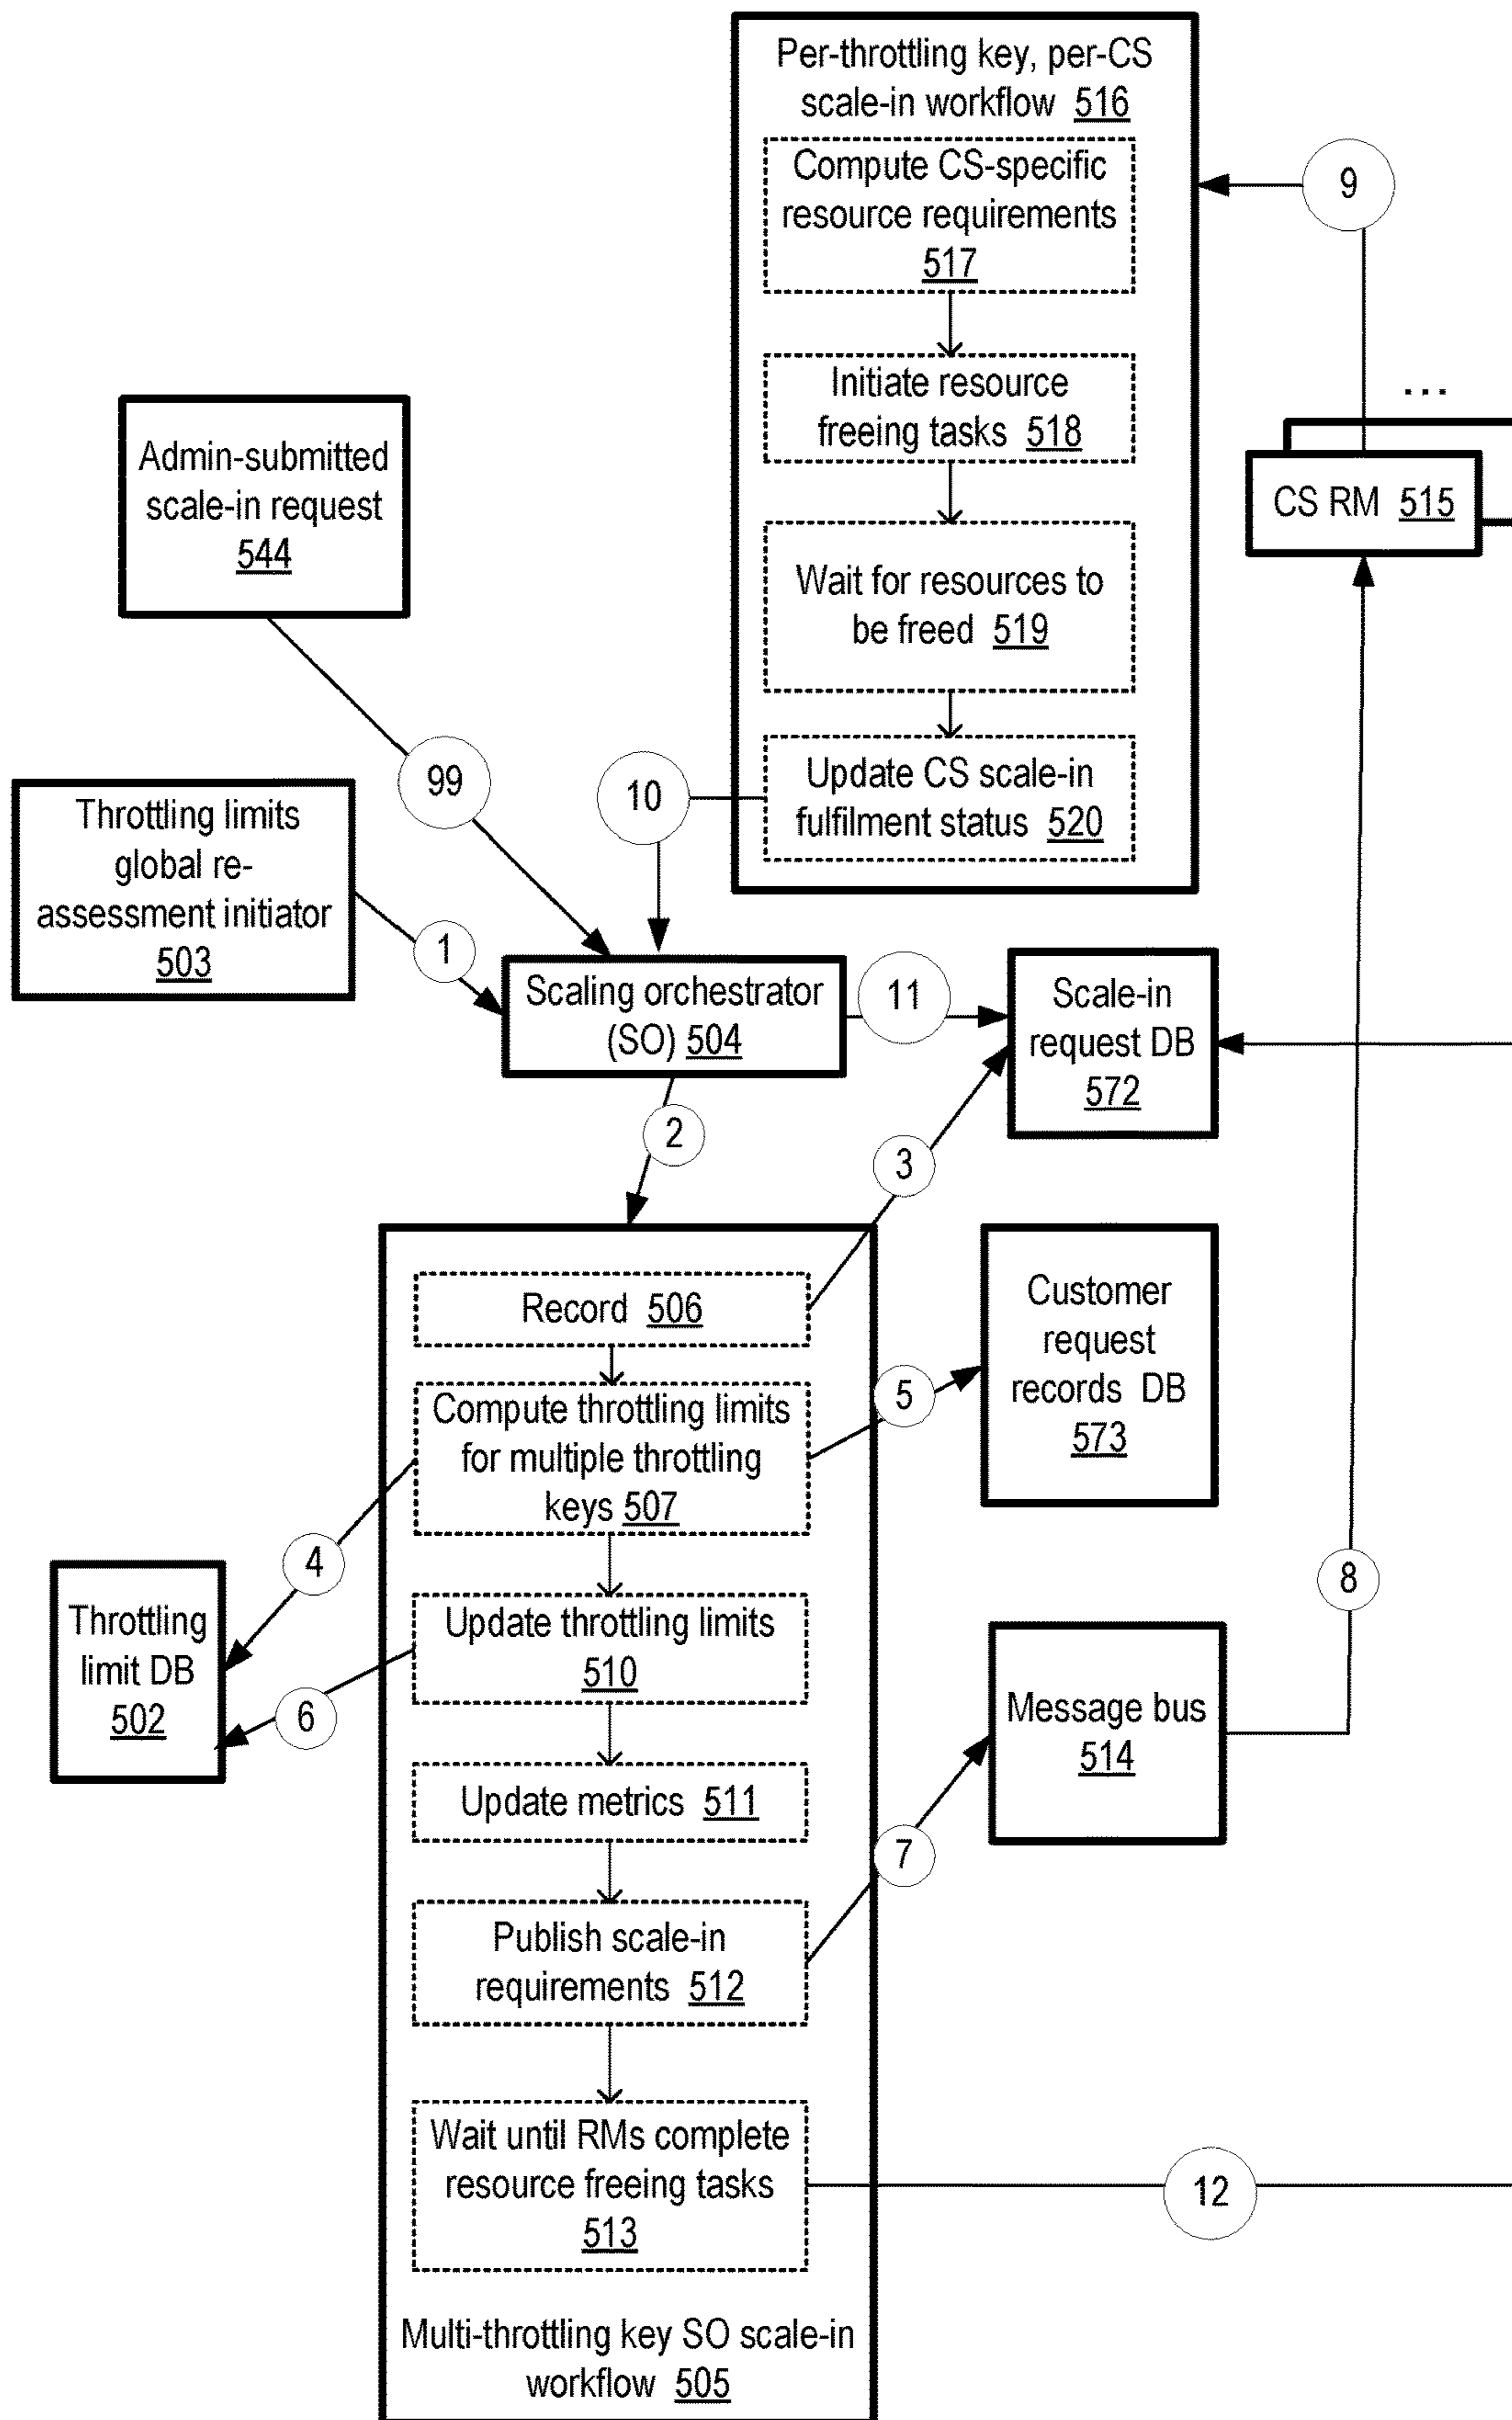 Per-throttling key, per-CS
scale-in workflow 516
Compute CS-specific
resource requirements
517
9
Initiate resource
freeing tasks 518
...
Admin-submitted
scale-in request
544
CS RM 515
Wait for resources to
be freed 519
99
10
Update CS scale-in
fulfilment status 520
Throttling limits
global re-
assessment initiator
503
1
Scaling orchestrator
(SO) 504
11
Scale-in
request DB
572
2
3
Record 506
Customer
request
records DB
573
Compute throttling limits
for multiple throttling
keys 507
5
4
8
Throttling
limit DB
502
Update throttling limits
510
6
Message bus
514
Update metrics 511
7
Publish scale-in
requirements 512
Wait until RMs complete
resource freeing tasks
513
12
Multi-throttling key SO scale-in
workflow 505